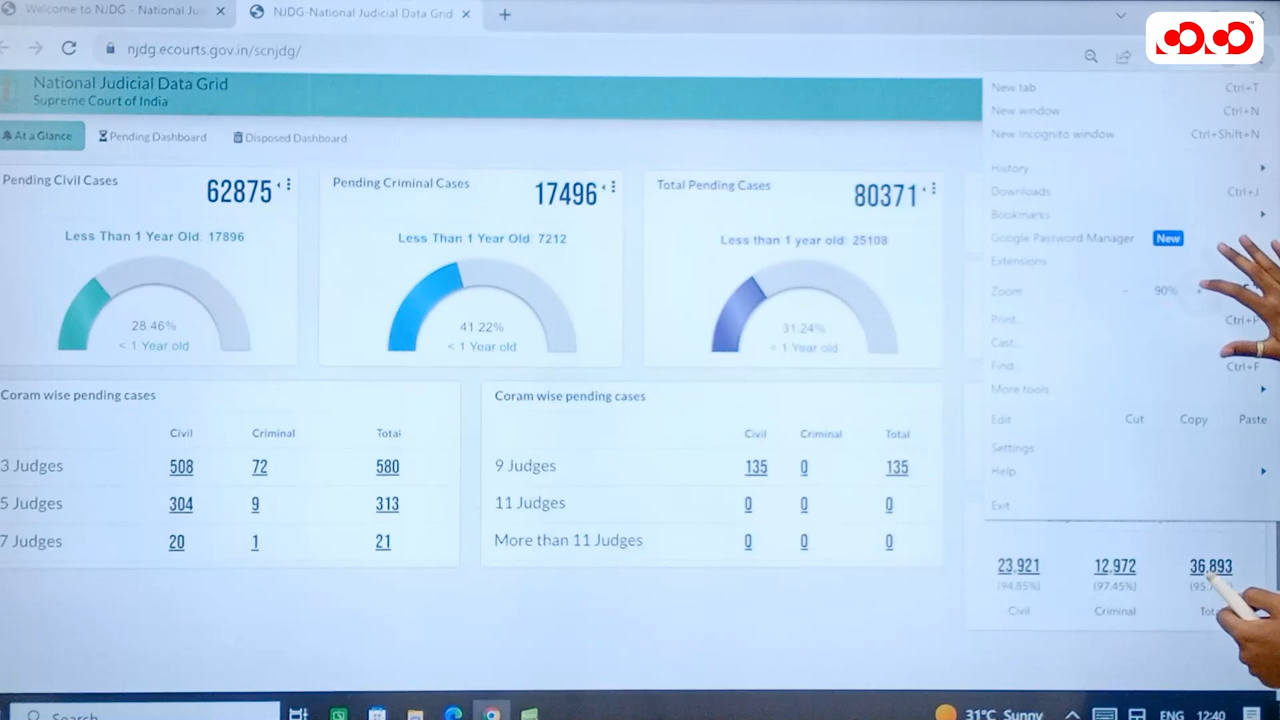 Welcome to NJDG - National Ju
NJDG-National Judicial Data Grid
njdg.ecourts.gov.in/scnjdg/
National Judicial Data Grid
Supreme Court of India
At a Glance
Pending Dashboard
Disposed Dashboard
Pending Civil Cases
62875
Less Than 1 Year Old: 17896
28.46%
< 1 Year old
Pending Criminal Cases
17496
Less Than 1 Year Old: 7212
41.22%
< 1 Year old
Total Pending Cases
80371
Less than 1 year old: 25108
31.24%
< 1 Year old
Coram wise pending cases
Civil Criminal Total
3 Judges 508 72 580
5 Judges 304 9 313
7 Judges 20 1 21
Coram wise pending cases
Civil Criminal Total
9 Judges 135 0 135
11 Judges 0 0 0
More than 11 Judges 0 0 0
New tab Ctrl+T
New window Ctrl+N
New Incognito window Ctrl+Shift+N
History
Downloads Ctrl+J
Bookmarks
Google Password Manager New
Extensions
Zoom - 90% +
Print... Ctrl+P
Cast...
Find... Ctrl+F
More tools
Edit Cut Copy Paste
Settings
Help
Exit
23,921 12,972 36,893
(94.85%) (97.45%) (95.
Civil Criminal Tot
Search
31°C Sunny ENG 12:40